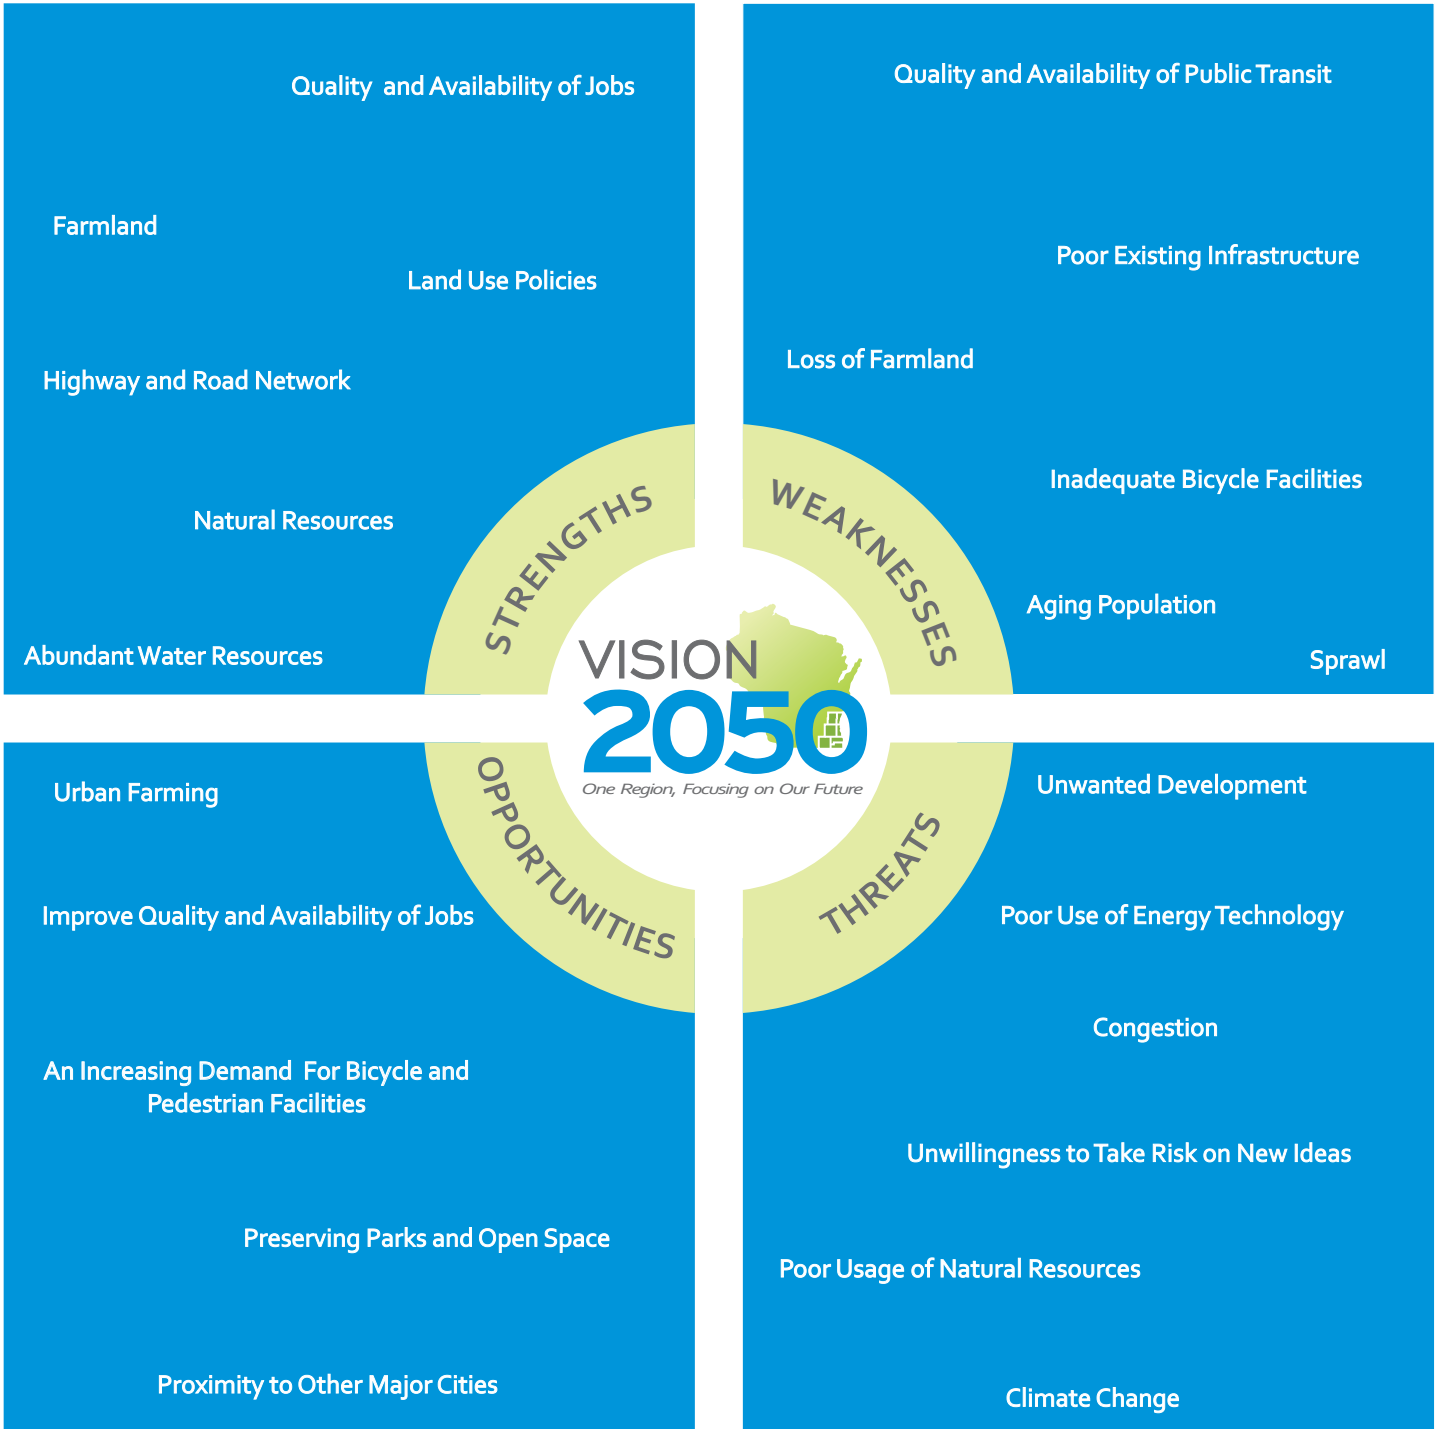 Quality and Availability of Jobs
Farmland
Land Use Policies
Highway and Road Network
Natural Resources
Abundant Water Resources
STRENGTHS
Quality and Availability of Public Transit
Poor Existing Infrastructure
Loss of Farmland
Inadequate Bicycle Facilities
Aging Population
Sprawl
WEAKNESSES
VISION
2050
One Region, Focusing on Our Future
OPPORTUNITIES
Urban Farming
Improve Quality and Availability of Jobs
An Increasing Demand For Bicycle and
Pedestrian Facilities
Preserving Parks and Open Space
Proximity to Other Major Cities
THREATS
Unwanted Development
Poor Use of Energy Technology
Congestion
Unwillingness to Take Risk on New Ideas
Poor Usage of Natural Resources
Climate Change